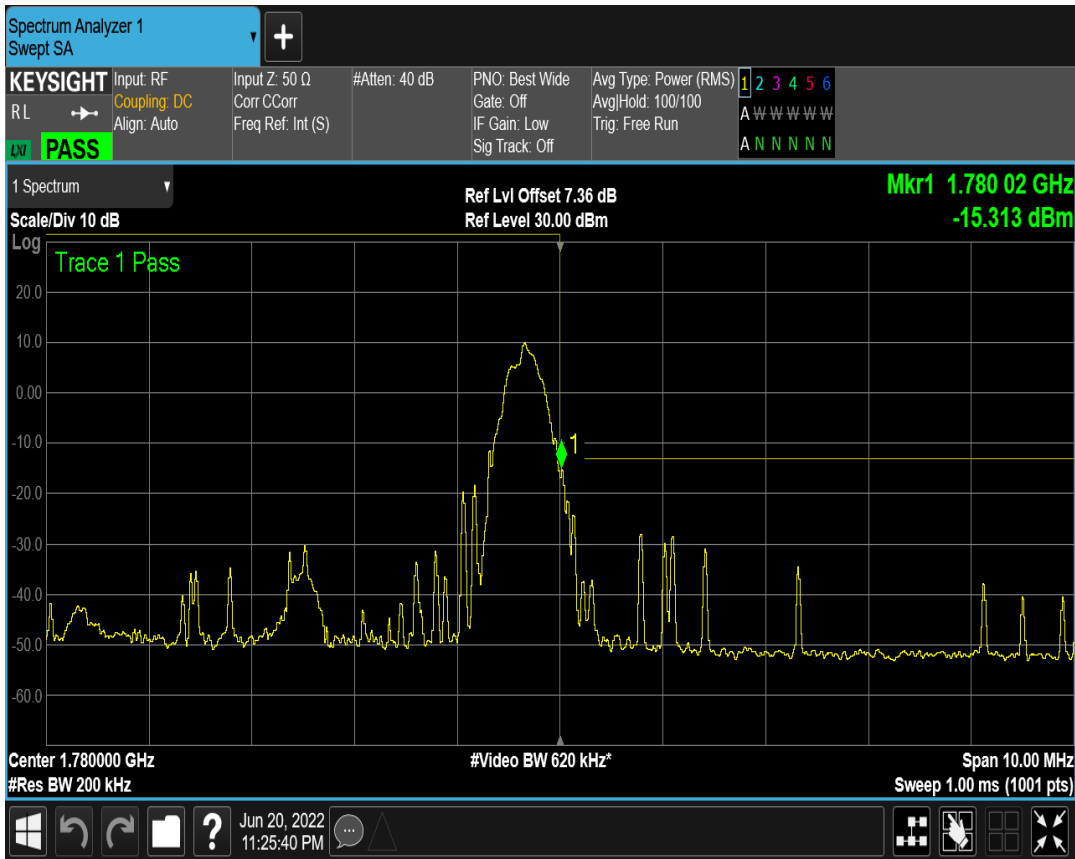 Spectrum Analyzer 1
Swept SA
+
KEYSIGHT Input: RF Input Z: 50 Ω #Atten: 40 dB PNO: Best Wide Avg Type: Power (RMS) 1 2 3 4 5 6
RL Coupling: DC Corr CCorr Gate: Off Avg|Hold: 100/100 A W W W W W
Align: Auto Freq Ref: Int (S) IF Gain: Low Trig: Free Run
LXI PASS Sig Track: Off A N N N N N
1 Spectrum Ref Lvl Offset 7.36 dB Mkr1 1.780 02 GHz
Scale/Div 10 dB Ref Level 30.00 dBm -15.313 dBm
Log
Trace 1 Pass
20.0
10.0
0.00
-10.0
1
-20.0
-30.0
-40.0
-50.0
-60.0
Center 1.780000 GHz #Video BW 620 kHz* Span 10.00 MHz
#Res BW 200 kHz Sweep 1.00 ms (1001 pts)
? Jun 20, 2022
11:25:40 PM